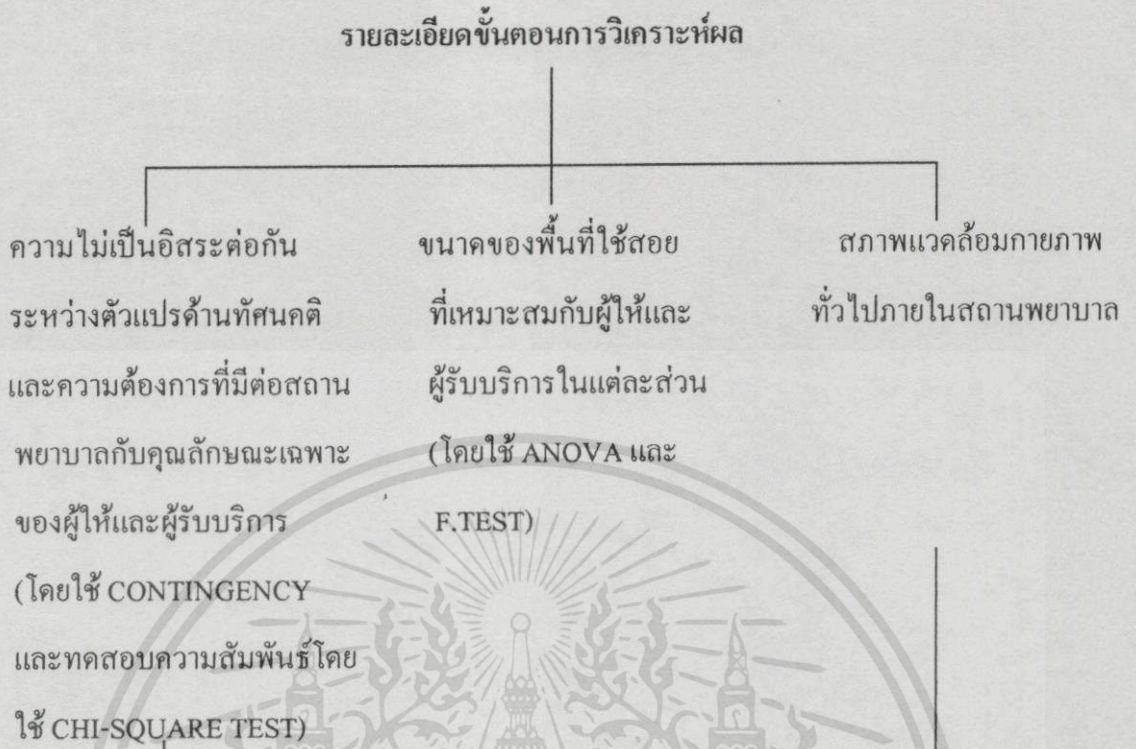 รายละเอียดขั้นตอนการวิเคราะห์ผล
ความไม่เป็นอิสระต่อกัน
ระหว่างตัวแปรด้านทัศนคติ
และความต้องการที่มีต่อสถาน
พยาบาลกับคุณลักษณะเฉพาะ
ของผู้ให้และผู้รับบริการ
(โดยใช้ CONTINGENCY
และทดสอบความสัมพันธ์โดย
ใช้ CHI-SQUARE TEST)
ขนาดของพื้นที่ใช้สอย
ที่เหมาะสมกับผู้ให้และ
ผู้รับบริการในแต่ละส่วน
(โดยใช้ ANOVA และ
F.TEST)
สภาพแวคล้อมกายภาพ
ทั่วไปภายในสถานพยาบาล